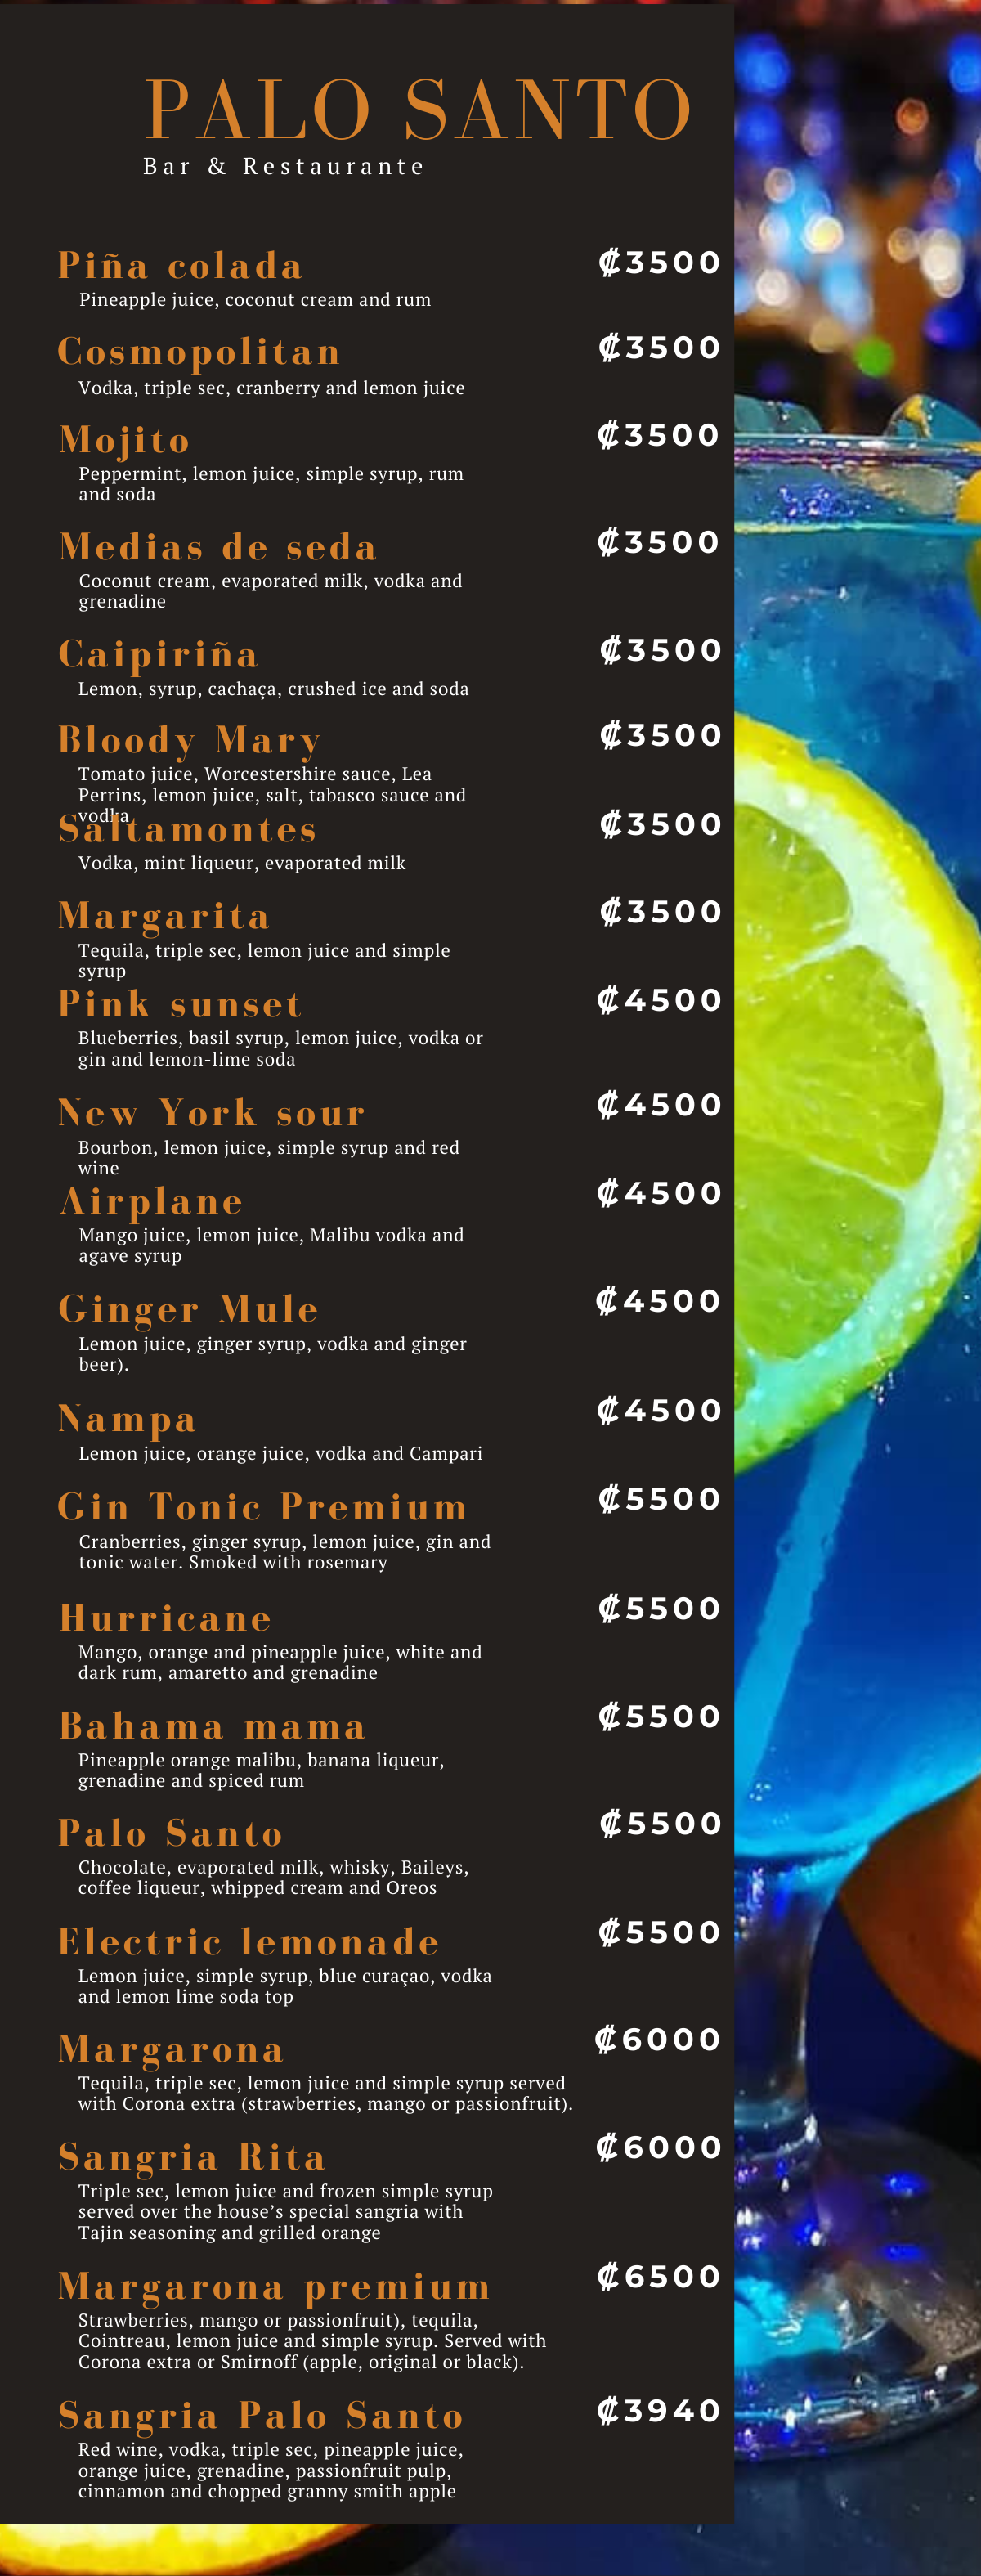 PALO SANTO
Bar & Restaurante
Piña colada ₡3500
Pineapple juice, coconut cream and rum
Cosmopolitan ₡3500
Vodka, triple sec, cranberry and lemon juice
Mojito ₡3500
Peppermint, lemon juice, simple syrup, rum
and soda
Medias de seda ₡3500
Coconut cream, evaporated milk, vodka and
grenadine
Caipiriña ₡3500
Lemon, syrup, cachaça, crushed ice and soda
Bloody Mary ₡3500
Tomato juice, Worcestershire sauce, Lea
Perrins, lemon juice, salt, tabasco sauce and
vodka
Saltamontes ₡3500
Vodka, mint liqueur, evaporated milk
Margarita ₡3500
Tequila, triple sec, lemon juice and simple
syrup
Pink sunset ₡4500
Blueberries, basil syrup, lemon juice, vodka or
gin and lemon-lime soda
New York sour ₡4500
Bourbon, lemon juice, simple syrup and red
wine
Airplane ₡4500
Mango juice, lemon juice, Malibu vodka and
agave syrup
Ginger Mule ₡4500
Lemon juice, ginger syrup, vodka and ginger
beer).
Nampa ₡4500
Lemon juice, orange juice, vodka and Campari
Gin Tonic Premium ₡5500
Cranberries, ginger syrup, lemon juice, gin and
tonic water. Smoked with rosemary
Hurricane ₡5500
Mango, orange and pineapple juice, white and
dark rum, amaretto and grenadine
Bahama mama ₡5500
Pineapple orange malibu, banana liqueur,
grenadine and spiced rum
Palo Santo ₡5500
Chocolate, evaporated milk, whisky, Baileys,
coffee liqueur, whipped cream and Oreos
Electric lemonade ₡5500
Lemon juice, simple syrup, blue curaçao, vodka
and lemon lime soda top
Margarona ₡6000
Tequila, triple sec, lemon juice and simple syrup served
with Corona extra (strawberries, mango or passionfruit).
Sangria Rita ₡6000
Triple sec, lemon juice and frozen simple syrup
served over the house’s special sangria with
Tajin seasoning and grilled orange
Margarona premium ₡6500
Strawberries, mango or passionfruit), tequila,
Cointreau, lemon juice and simple syrup. Served with
Corona extra or Smirnoff (apple, original or black).
Sangria Palo Santo ₡3940
Red wine, vodka, triple sec, pineapple juice,
orange juice, grenadine, passionfruit pulp,
cinnamon and chopped granny smith apple